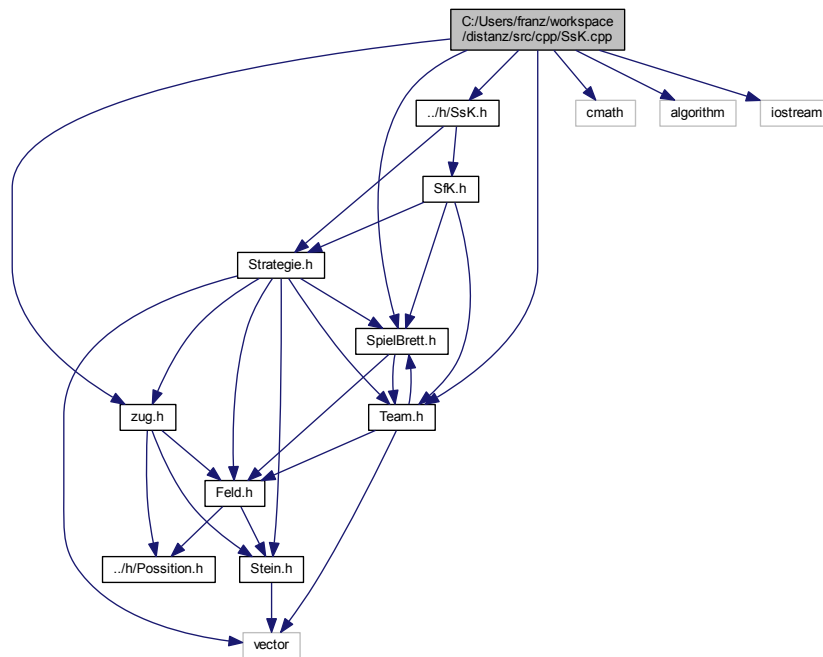 C:/Users/franz/workspace
/distanz/src/cpp/SsK.cpp
../h/SsK.h
cmath
algorithm
iostream
SfK.h
Strategie.h
SpielBrett.h
zug.h
Team.h
Feld.h
../h/Possition.h
Stein.h
vector